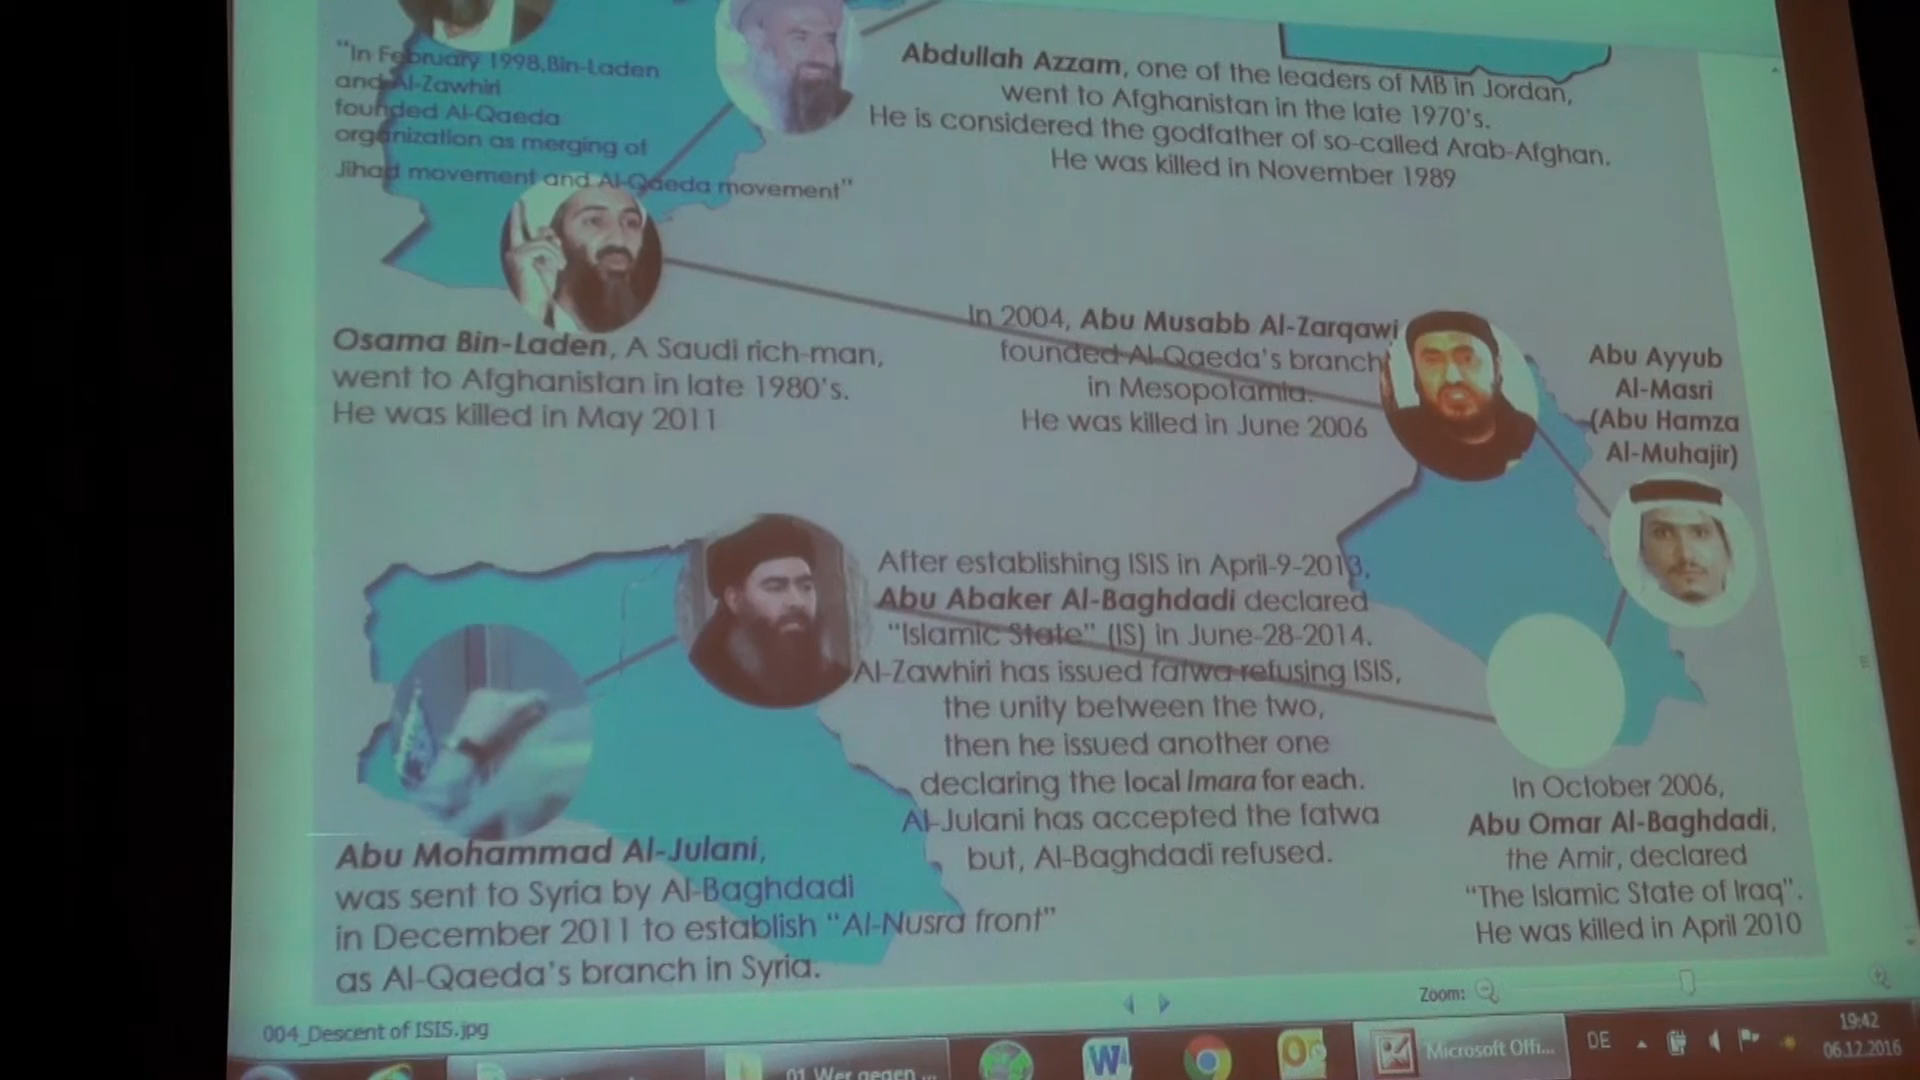 "In February 1998,Bin-Laden
and Al-Zawhiri
founded Al-Qaeda
organization as merging of
Jihad movement and Al-Qaeda movement"
Abdullah Azzam, one of the leaders of MB in Jordan,
went to Afghanistan in the late 1970's.
He is considered the godfather of so-called Arab-Afghan.
He was killed in November 1989
Osama Bin-Laden, A Saudi rich-man,
went to Afghanistan in late 1980's.
He was killed in May 2011
In 2004, Abu Musabb Al-Zarqawi
founded Al Qaeda's branch
in Mesopotamia.
He was killed in June 2006
Abu Ayyub
Al-Masri
(Abu Hamza
Al-Muhajir)
After establishing ISIS in April-9-2013,
Abu Abaker Al-Baghdadi declared
"Islamic State" (IS) in June-28-2014.
Al-Zawhiri has issued fatwa refusing ISIS,
the unity between the two,
then he issued another one
declaring the local Imara for each.
Al-Julani has accepted the fatwa
but, Al-Baghdadi refused.
In October 2006,
Abu Omar Al-Baghdadi,
the Amir, declared
"The Islamic State of Iraq".
He was killed in April 2010
Abu Mohammad Al-Julani,
was sent to Syria by Al-Baghdadi
in December 2011 to establish "Al-Nusra front"
as Al-Qaeda's branch in Syria.
Zoom:
004_Descent of ISIS.jpg
01 Wer gegen ...
Microsoft Offi...
DE
19:42
06.12.2016